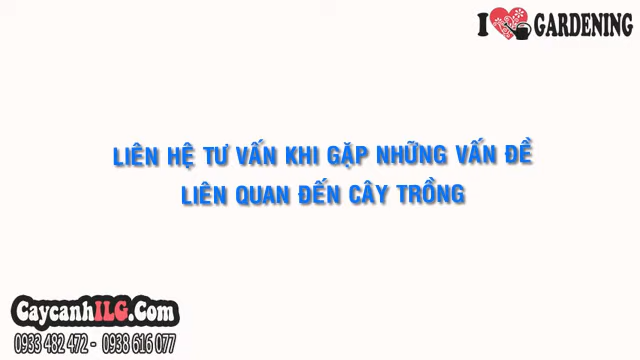 I GARDENING
LIÊN HỆ TƯ VẤN KHI GẶP NHỮNG VẤN ĐỀ
LIÊN QUAN ĐẾN CÂY TRỒNG
CaycanhILG.Com
0933 482 472 - 0938 616 077